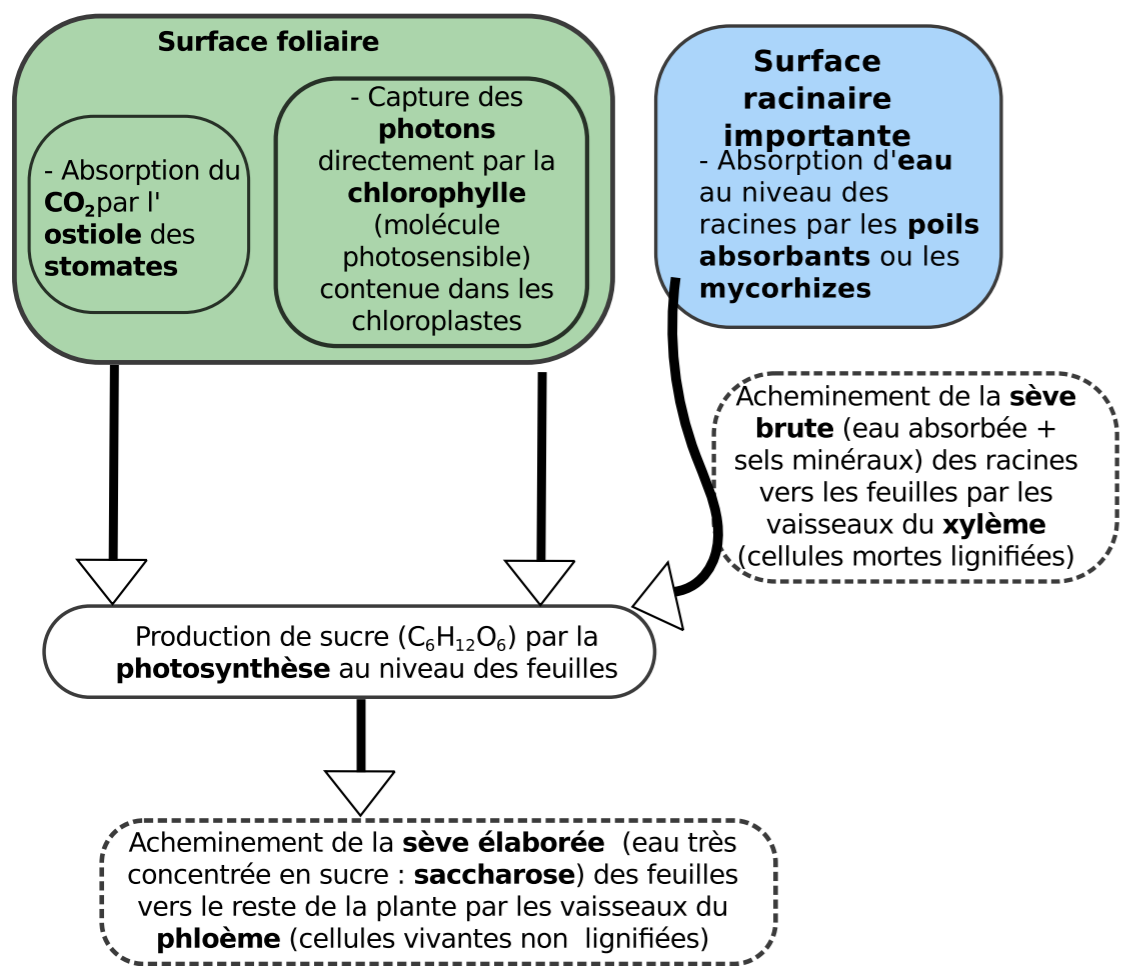 Surface foliaire
- Absorption du
CO₂par l'
ostiole des
stomates
- Capture des
photons
directement par la
chlorophylle
(molécule
photosensible)
contenue dans les
chloroplastes
Surface
racinaire
importante
- Absorption d'eau
au niveau des
racines par les poils
absorbants ou les
mycorhizes
Acheminement de la sève
brute (eau absorbée +
sels minéraux) des racines
vers les feuilles par les
vaisseaux du xylème
(cellules mortes lignifiées)
Production de sucre (C₆H₁₂O₆) par la
photosynthèse au niveau des feuilles
Acheminement de la sève élaborée (eau très
concentrée en sucre : saccharose) des feuilles
vers le reste de la plante par les vaisseaux du
phloème (cellules vivantes non lignifiées)